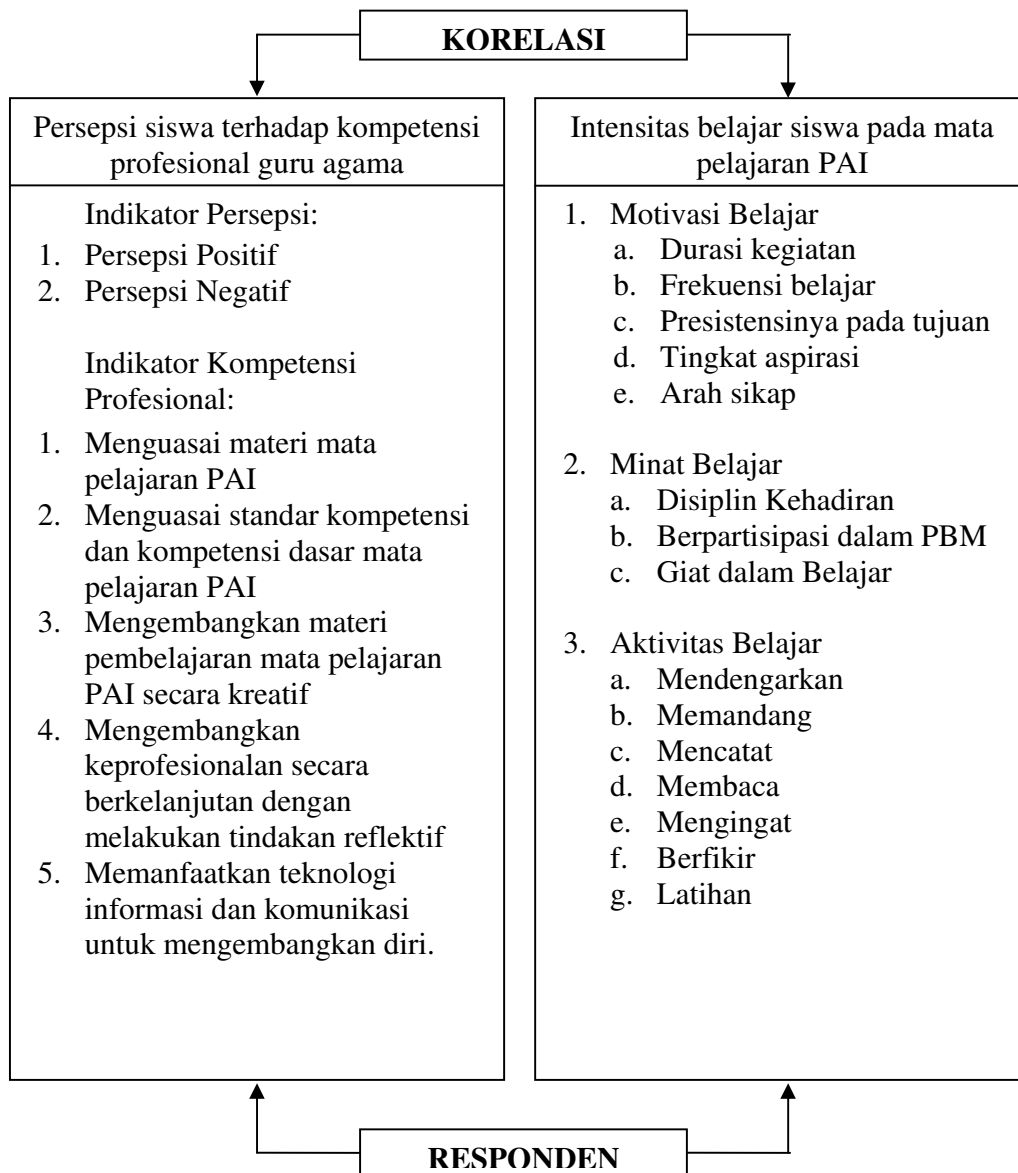 KORELASI
Persepsi siswa terhadap kompetensi
profesional guru agama
Indikator Persepsi:
1. Persepsi Positif
2. Persepsi Negatif
Indikator Kompetensi
Profesional:
1. Menguasai materi mata
pelajaran PAI
2. Menguasai standar kompetensi
dan kompetensi dasar mata
pelajaran PAI
3. Mengembangkan materi
pembelajaran mata pelajaran
PAI secara kreatif
4. Mengembangkan
keprofesionalan secara
berkelanjutan dengan
melakukan tindakan reflektif
5. Memanfaatkan teknologi
informasi dan komunikasi
untuk mengembangkan diri.
Intensitas belajar siswa pada mata
pelajaran PAI
1. Motivasi Belajar
a. Durasi kegiatan
b. Frekuensi belajar
c. Presistensinya pada tujuan
d. Tingkat aspirasi
e. Arah sikap
2. Minat Belajar
a. Disiplin Kehadiran
b. Berpartisipasi dalam PBM
c. Giat dalam Belajar
3. Aktivitas Belajar
a. Mendengarkan
b. Memandang
c. Mencatat
d. Membaca
e. Mengingat
f. Berfikir
g. Latihan
RESPONDEN